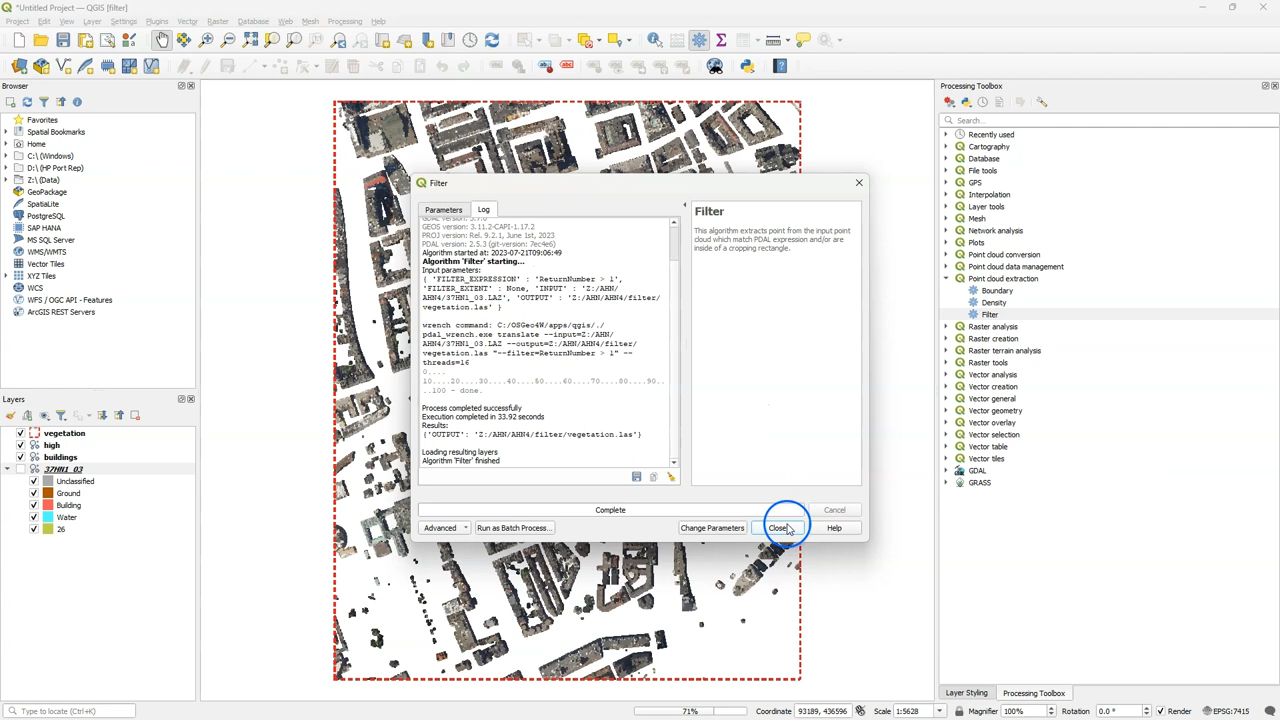 *Untitled Project — QGIS [filter]
Project Edit View Layer Settings Plugins Vector Raster Database Web Mesh Processing Help
Browser
Favorites
Spatial Bookmarks
Home
C:\ (Windows)
D:\ (HP Port Rep)
Z:\ (Data)
GeoPackage
SpatiaLite
PostgreSQL
SAP HANA
MS SQL Server
WMS/WMTS
Vector Tiles
XYZ Tiles
WCS
WFS / OGC API - Features
ArcGIS REST Servers
Layers
vegetation
high
buildings
37HN1_03
Unclassified
Ground
Building
Water
26
Filter
Parameters Log
GEOS version: 3.11.2-CAPI-1.17.2
PROJ version: Rel. 9.2.1, June 1st, 2023
PDAL version: 2.5.3 (git-version: 7ec4e6)
Algorithm started at: 2023-07-21T09:06:49
Algorithm 'Filter' starting…
Input parameters:
{ 'FILTER_EXPRESSION' : 'ReturnNumber > 1',
'FILTER_EXTENT' : None, 'INPUT' : 'Z:/AHN/
AHN4/37HN1_03.LAZ', 'OUTPUT' : 'Z:/AHN/AHN4/filter/
vegetation.las' }
wrench command: C:/OSGeo4W/apps/qgis/./
pdal_wrench.exe translate --input=Z:/AHN/
AHN4/37HN1_03.LAZ --output=Z:/AHN/AHN4/filter/
vegetation.las "--filter=ReturnNumber > 1" --
threads=16
0....
10....20....30....40....50....60....70....80....90..
..100 - done.
Process completed successfully
Execution completed in 33.92 seconds
Results:
{'OUTPUT': 'Z:/AHN/AHN4/filter/vegetation.las'}
Loading resulting layers
Algorithm 'Filter' finished
Filter
This algorithm extracts point from the input point
cloud which match PDAL expression and/or are
inside of a cropping rectangle.
Complete
Cancel
Advanced Run as Batch Process… Change Parameters Close Help
Processing Toolbox
Search…
Recently used
Cartography
Database
File tools
GPS
Interpolation
Layer tools
Mesh
Network analysis
Plots
Point cloud conversion
Point cloud data management
Point cloud extraction
Boundary
Density
Filter
Raster analysis
Raster creation
Raster terrain analysis
Raster tools
Vector analysis
Vector creation
Vector general
Vector geometry
Vector overlay
Vector selection
Vector table
Vector tiles
GDAL
GRASS
Layer Styling Processing Toolbox
Type to locate (Ctrl+K) 71% Coordinate 93189, 436596 Scale 1:5628 Magnifier 100% Rotation 0.0 ° Render EPSG:7415